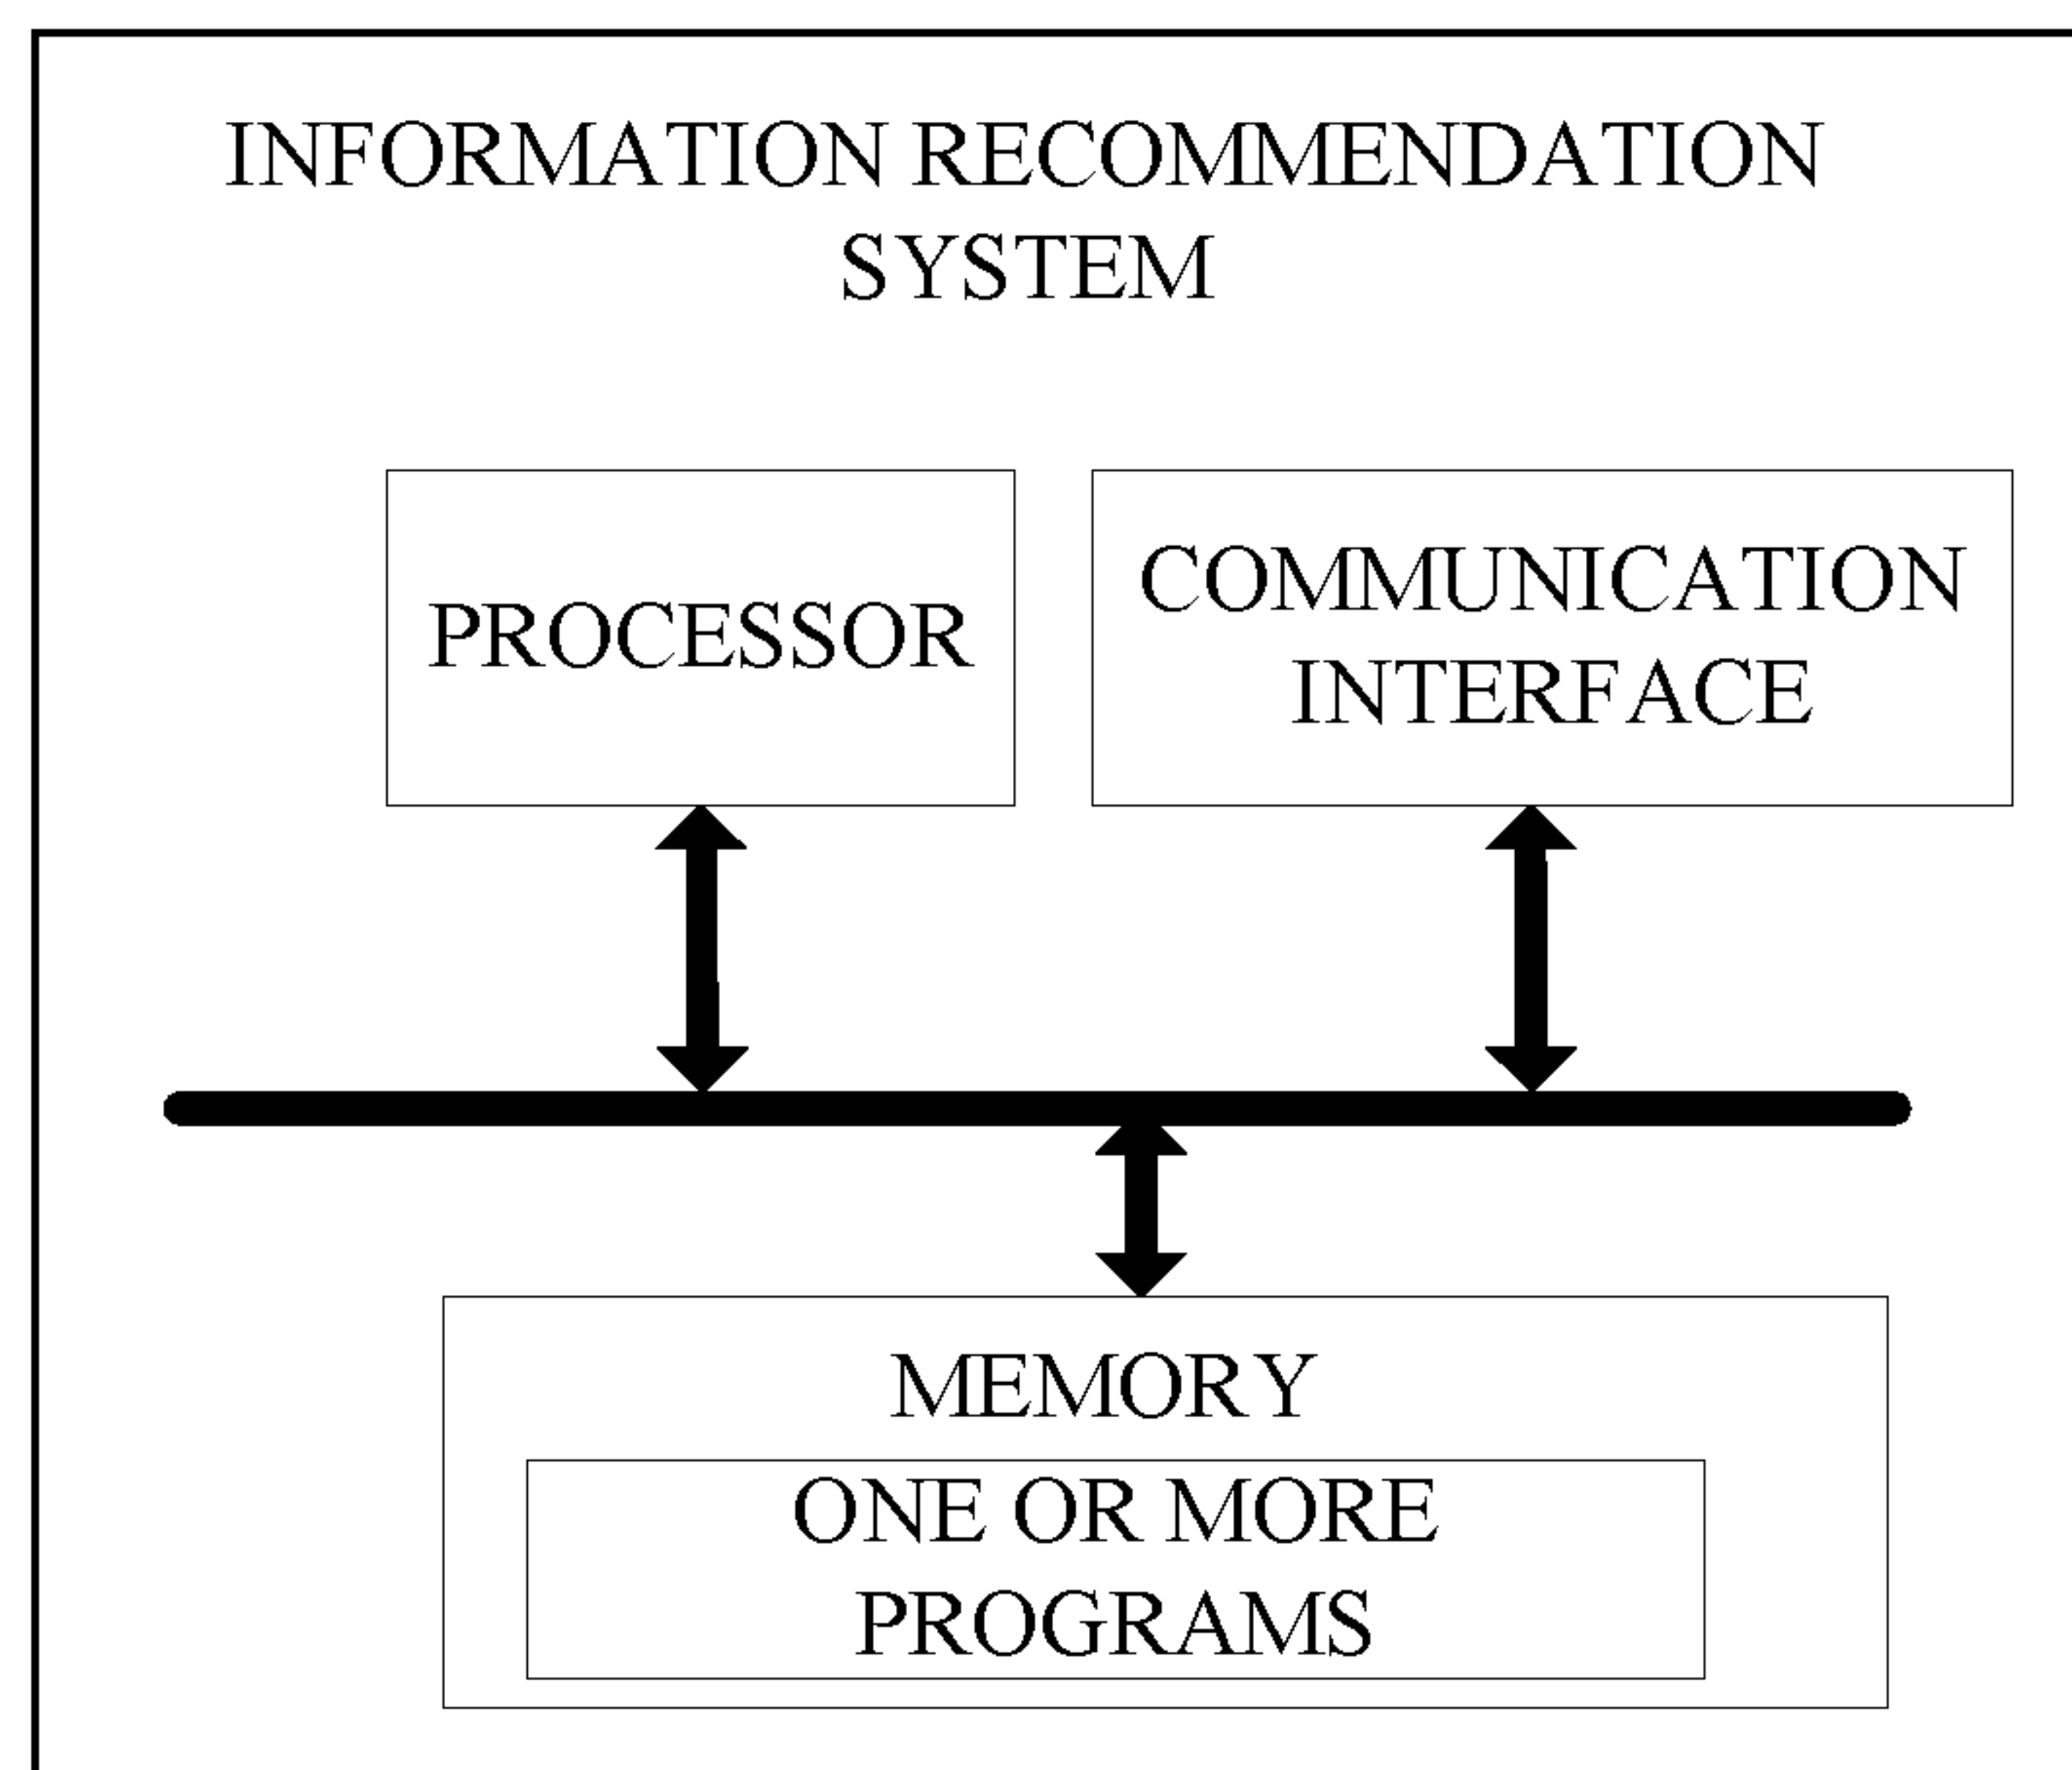 INFORMATION RECOMMENDATION
SYSTEM
PROCESSOR
COMMUNICATION
INTERFACE
MEMORY
ONE OR MORE
PROGRAMS